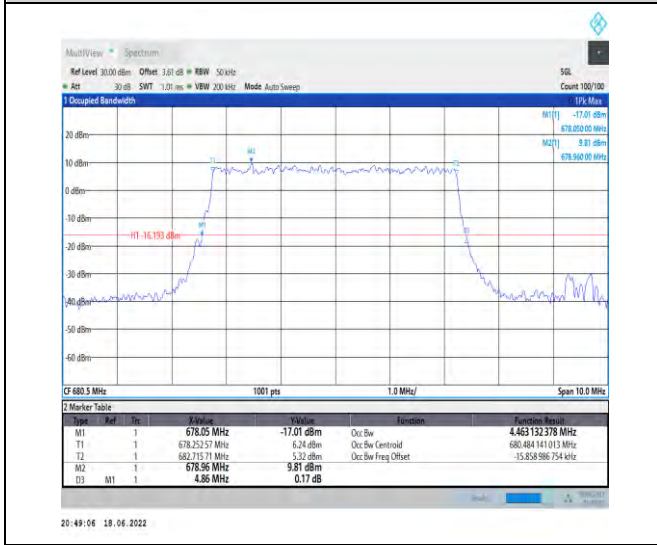 MultiView Spectrum
Ref Level 30.00 dBm Offset 3.61 dB RBW 50 kHz SGL
Att 30 dB SWT 1.01 ms VBW 200 kHz Mode Auto Sweep Count 100/100
1 Occupied Bandwidth 1Pk Max
M1[1] -17.01 dBm
678.050 00 MHz
M2[1] 9.81 dBm
678.960 00 MHz
20 dBm
10 dBm
T1
M2
T2
0 dBm
-10 dBm
M1
D3
H1 -16.193 dBm
-20 dBm
-30 dBm
-40 dBm
-50 dBm
-60 dBm
CF 680.5 MHz 1001 pts 1.0 MHz/ Span 10.0 MHz
2 Marker Table
Type Ref Trc X-Value Y-Value Function Function Result
M1 1 678.05 MHz -17.01 dBm Occ Bw 4.463 132 378 MHz
T1 1 678.252 57 MHz 6.24 dBm Occ Bw Centroid 680.484 141 013 MHz
T2 1 682.715 71 MHz 5.32 dBm Occ Bw Freq Offset -15.858 986 754 kHz
M2 1 678.96 MHz 9.81 dBm
D3 M1 1 4.86 MHz 0.17 dB
20:49:06 18.06.2022